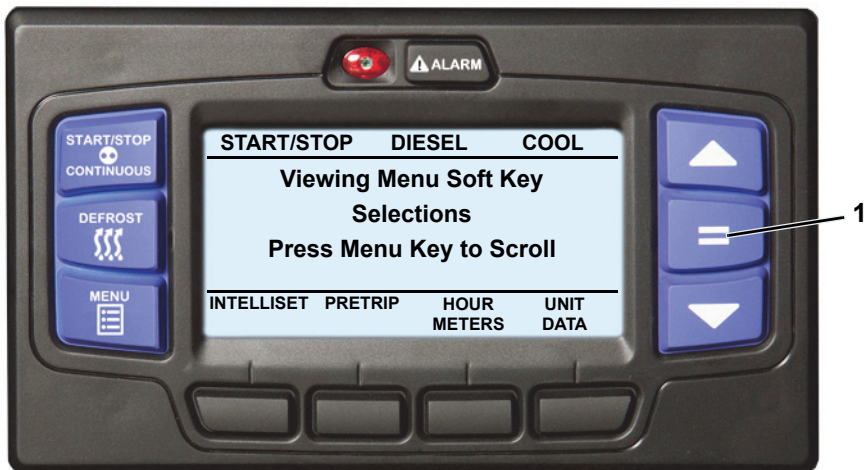 ALARM
START/STOP
CONTINUOUS
DEFROST
MENU
START/STOP DIESEL COOL
Viewing Menu Soft Key
Selections
Press Menu Key to Scroll
INTELLISET PRETRIP HOUR METERS UNIT DATA
=
1